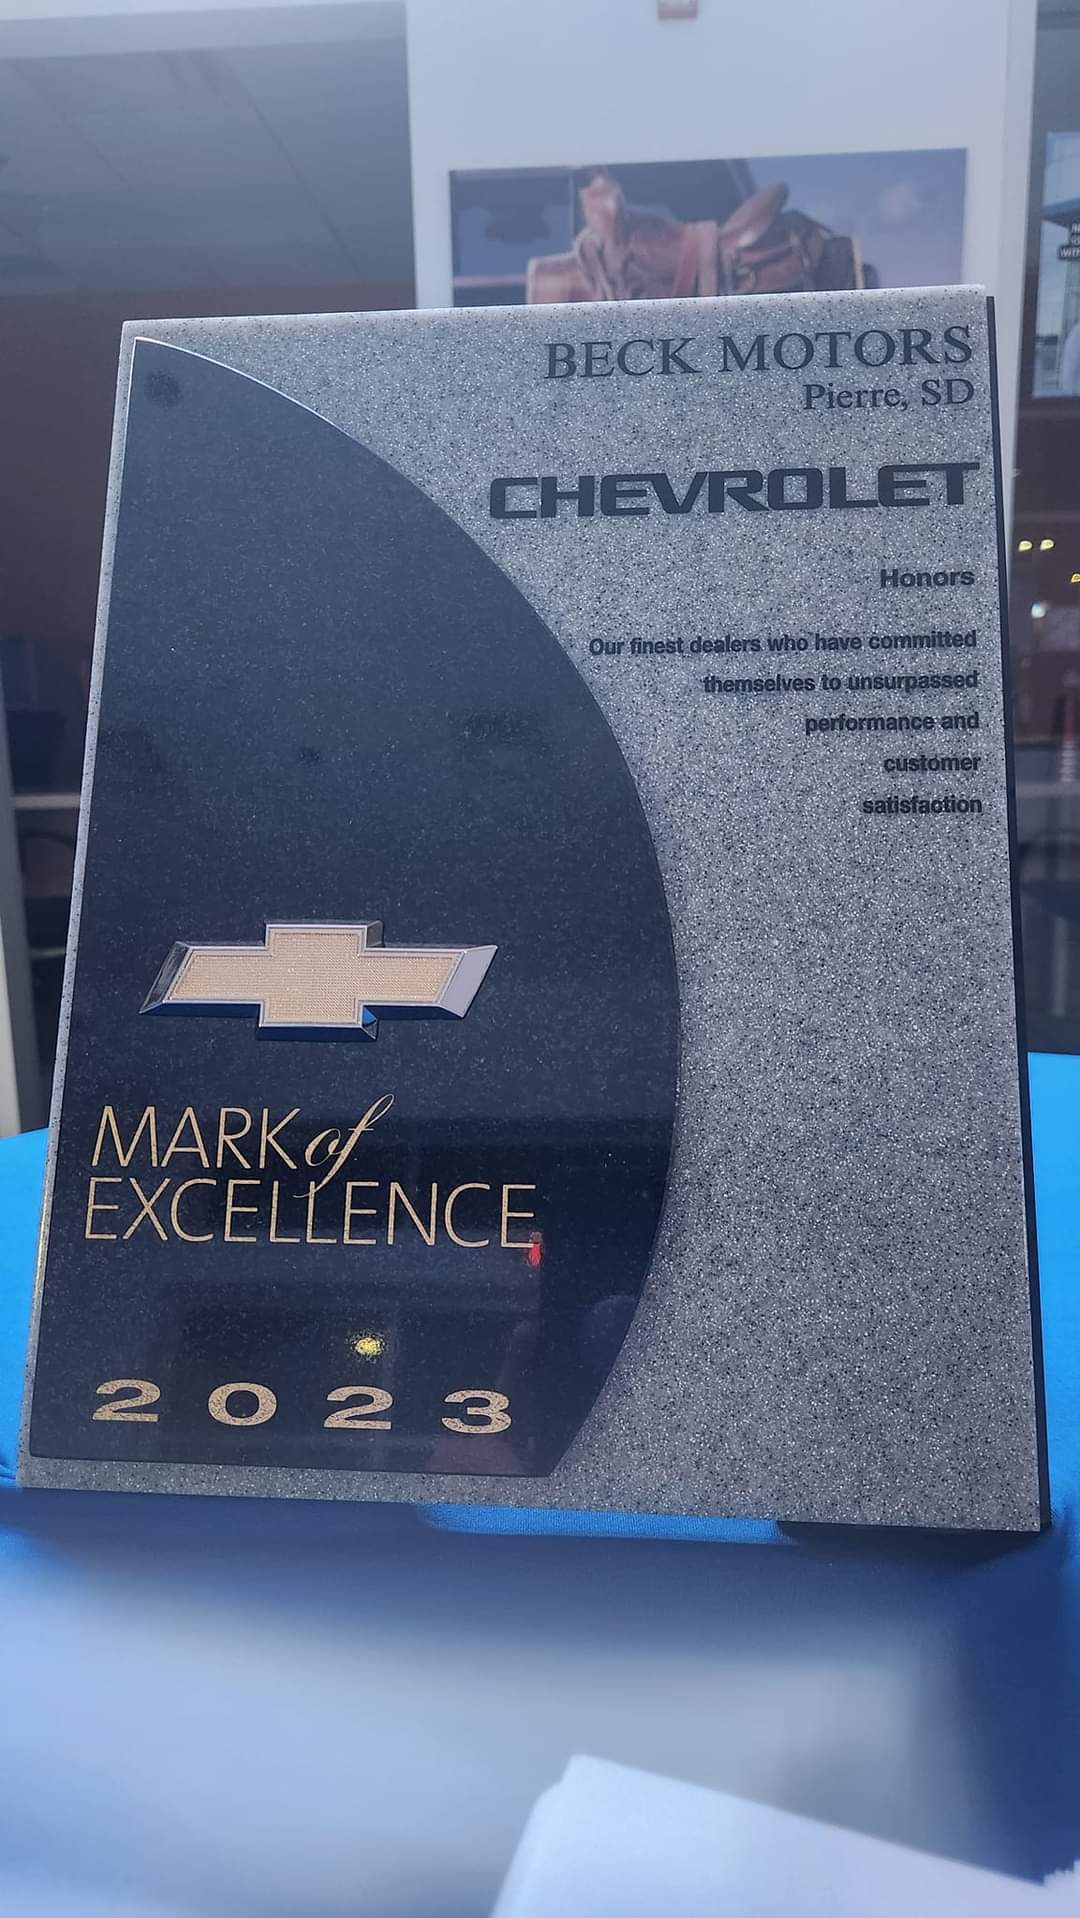 BECK MOTORS
Pierre, SD
CHEVROLET
Honors
Our finest dealers who have committed
themselves to unsurpassed
performance and
customer
satisfaction
MARK of
EXCELLENCE
2023